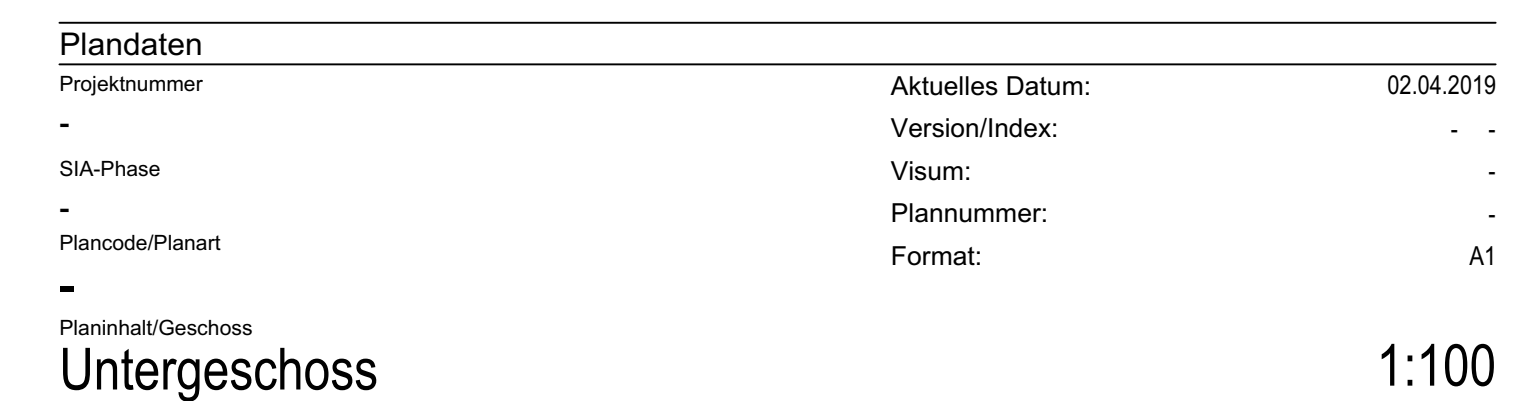 Plandaten
Projektnummer
-
SIA-Phase
-
Plancode/Planart
-
Planinhalt/Geschoss
Untergeschoss
Aktuelles Datum: 02.04.2019
Version/Index: - -
Visum: -
Plannummer: -
Format: A1
1:100